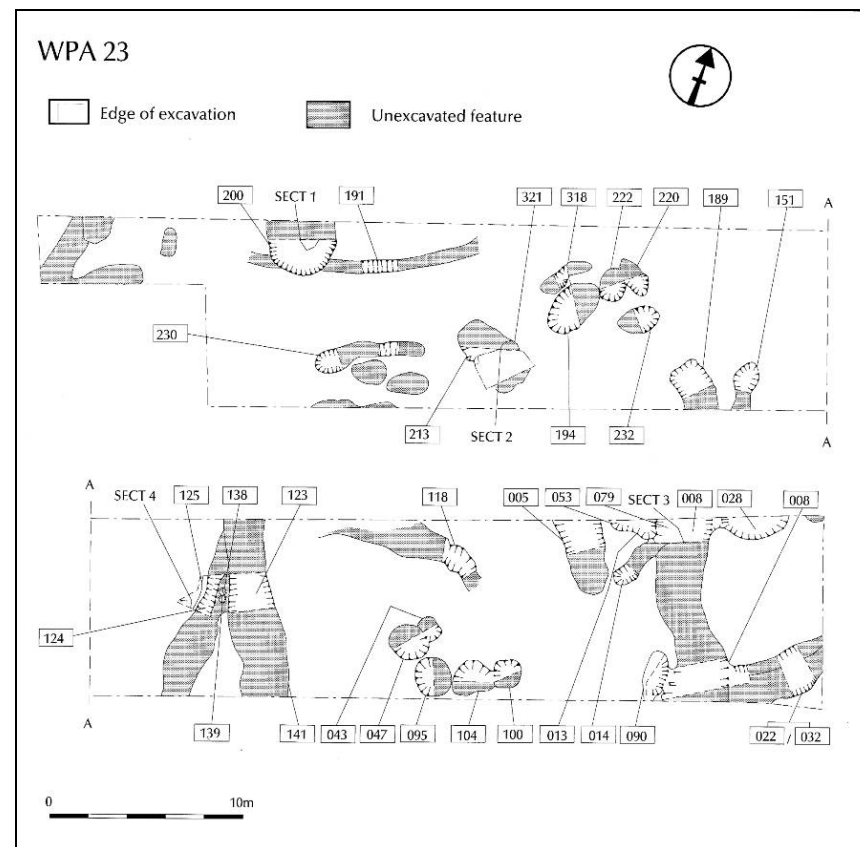 WPA 23
Edge of excavation Unexcavated feature
200 SECT 1 191 321 318 222 220 189 151 A
230
213 SECT 2 194 232 A
A SECT 4 125 138 123 118 005 053 079 SECT 3 008 028 008
124
A 139 141 043 047 095 104 100 013 014 090 022 / 032
0 10m